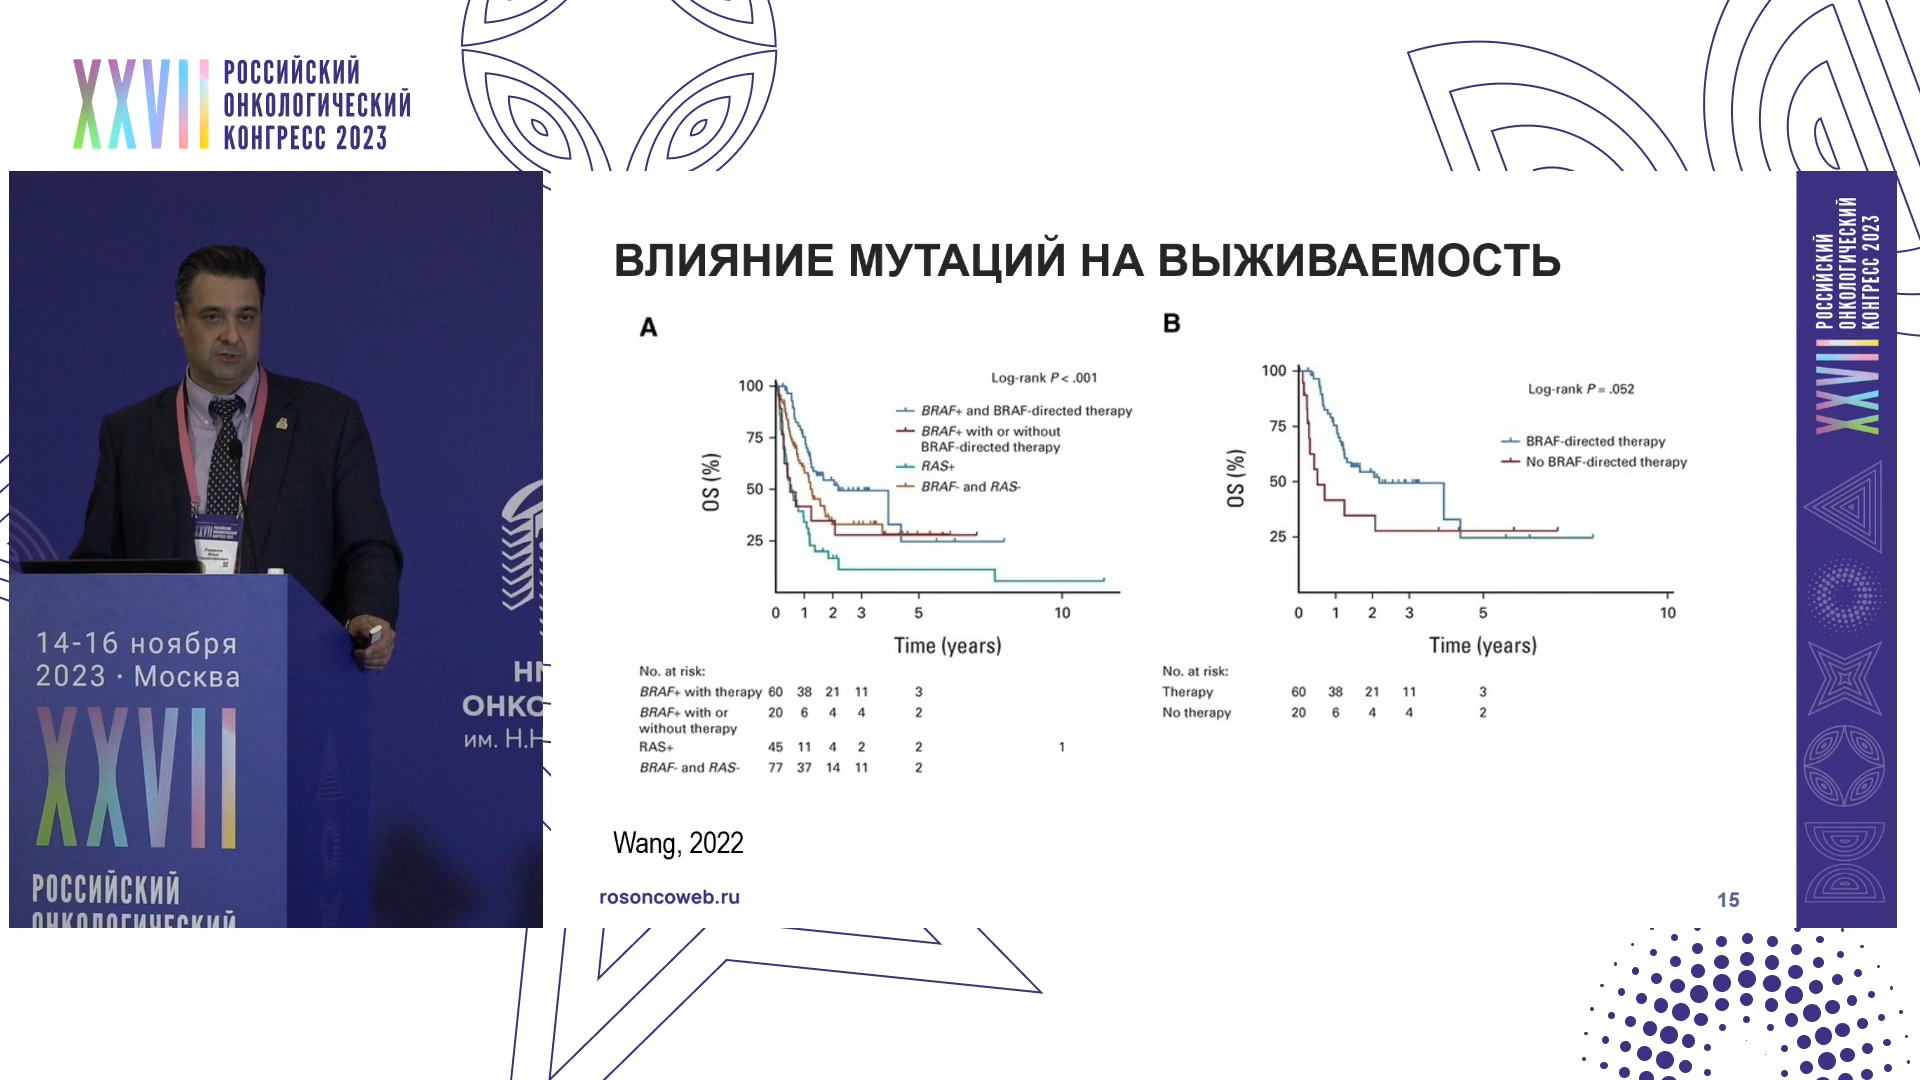 XXVII
РОССИЙСКИЙ
ОНКОЛОГИЧЕСКИЙ
КОНГРЕСС 2023
14-16 ноября
2023 · Москва
XXVII
РОССИЙСКИЙ
ОНКОЛОГИЧЕСКИЙ
НМ
ОНКО
им. Н.Н
ВЛИЯНИЕ МУТАЦИЙ НА ВЫЖИВАЕМОСТЬ
A
Log-rank P < .001
BRAF+ and BRAF-directed therapy
BRAF+ with or without
BRAF-directed therapy
RAS+
BRAF- and RAS-
OS (%)
100
75
50
25
0 1 2 3 5 10
Time (years)
No. at risk:
BRAF+ with therapy 60 38 21 11 3
BRAF+ with or 20 6 4 4 2
without therapy
RAS+ 45 11 4 2 2 1
BRAF- and RAS- 77 37 14 11 2
B
Log-rank P = .052
BRAF-directed therapy
No BRAF-directed therapy
OS (%)
100
75
50
25
0 1 2 3 5 10
Time (years)
No. at risk:
Therapy 60 38 21 11 3
No therapy 20 6 4 4 2
Wang, 2022
rosoncoweb.ru
15
РОССИЙСКИЙ
ОНКОЛОГИЧЕСКИЙ
КОНГРЕСС 2023
XXVII